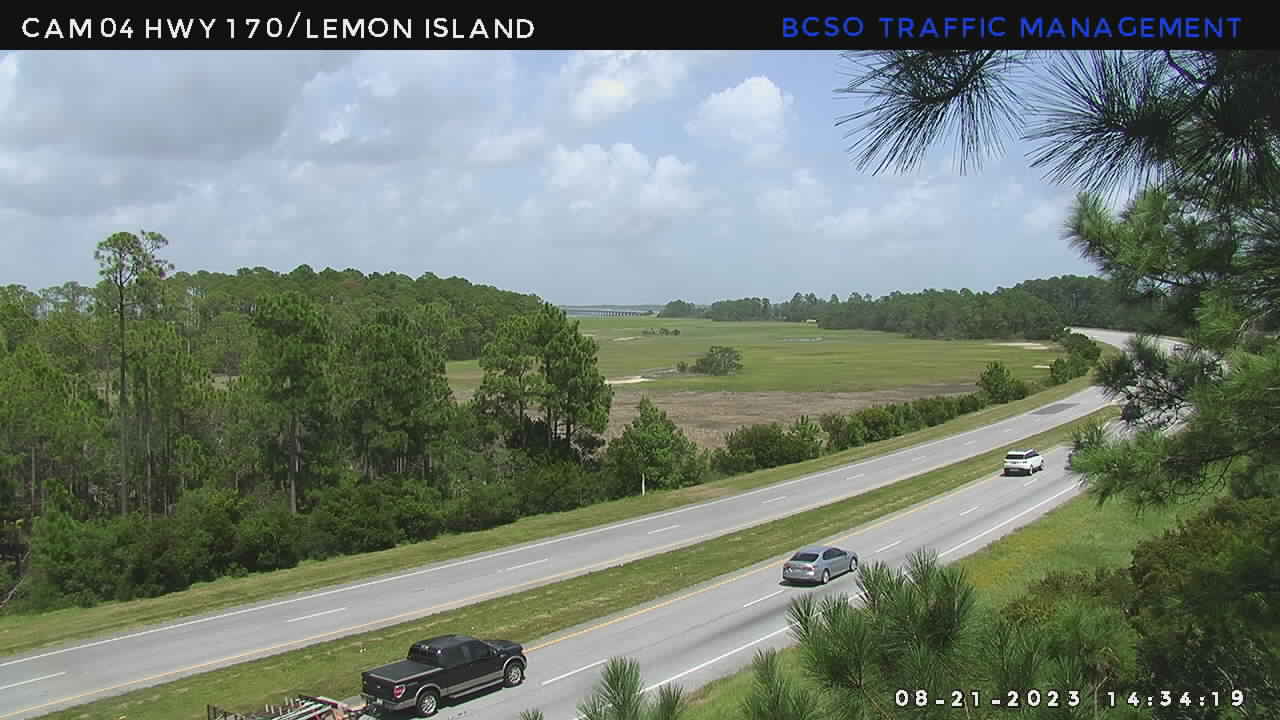 CAM 04 HWY 170/LEMON ISLAND
BCSO TRAFFIC MANAGEMENT
08-21-2023 14:34:19